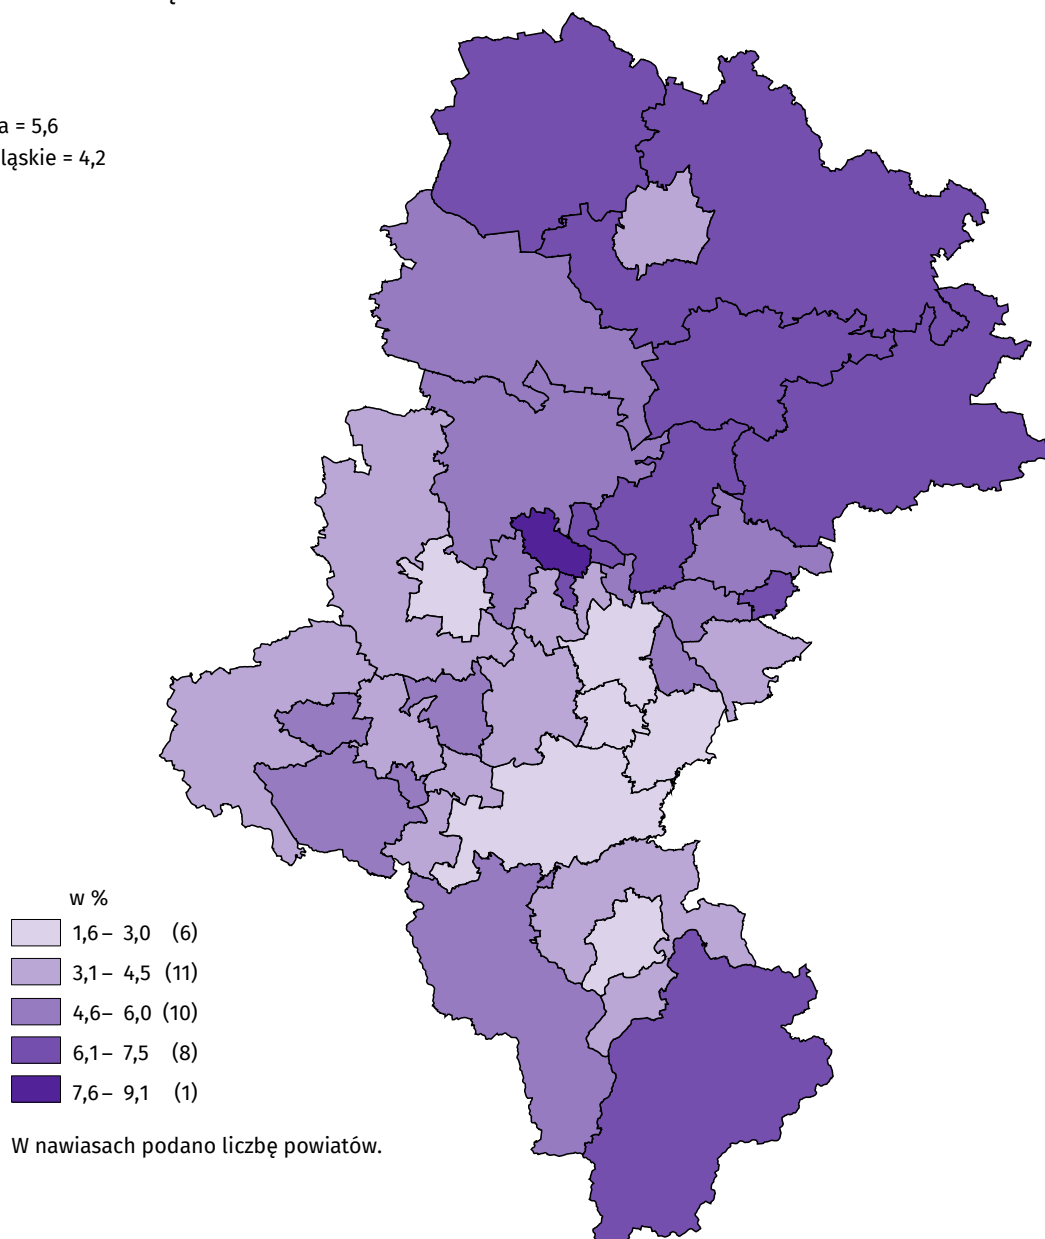 a = 5,6
ląskie = 4,2
w %
1,6 – 3,0 (6)
3,1 – 4,5 (11)
4,6 – 6,0 (10)
6,1 – 7,5 (8)
7,6 – 9,1 (1)
W nawiasach podano liczbę powiatów.